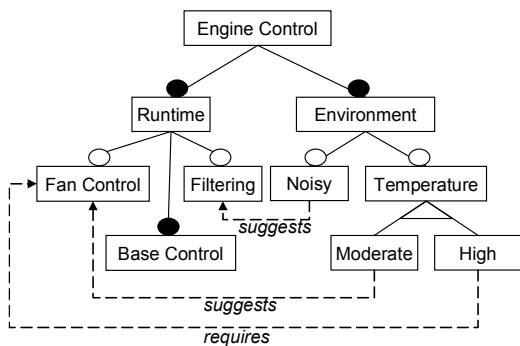 Engine Control
Runtime
Environment
Fan Control
Filtering
Noisy
Temperature
suggests
Base Control
Moderate
High
suggests
requires